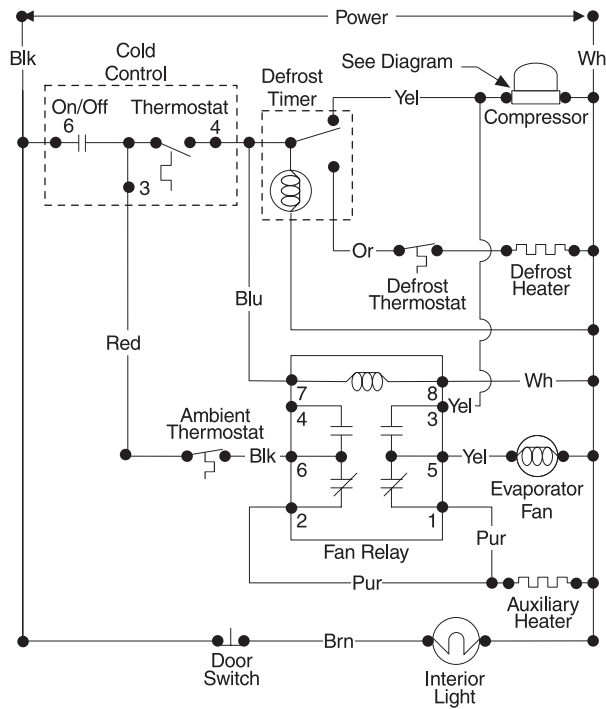 Power
Blk
Wh
Cold
Control
Defrost
Timer
See Diagram
On/Off
Thermostat
6
4
3
Yel
Compressor
Or
Defrost
Thermostat
Defrost
Heater
Blu
Red
7
8
Wh
4
3
Yel
Ambient
Thermostat
Blk
6
5
Yel
Evaporator
Fan
2
1
Fan Relay
Pur
Pur
Auxiliary
Heater
Door
Switch
Brn
Interior
Light